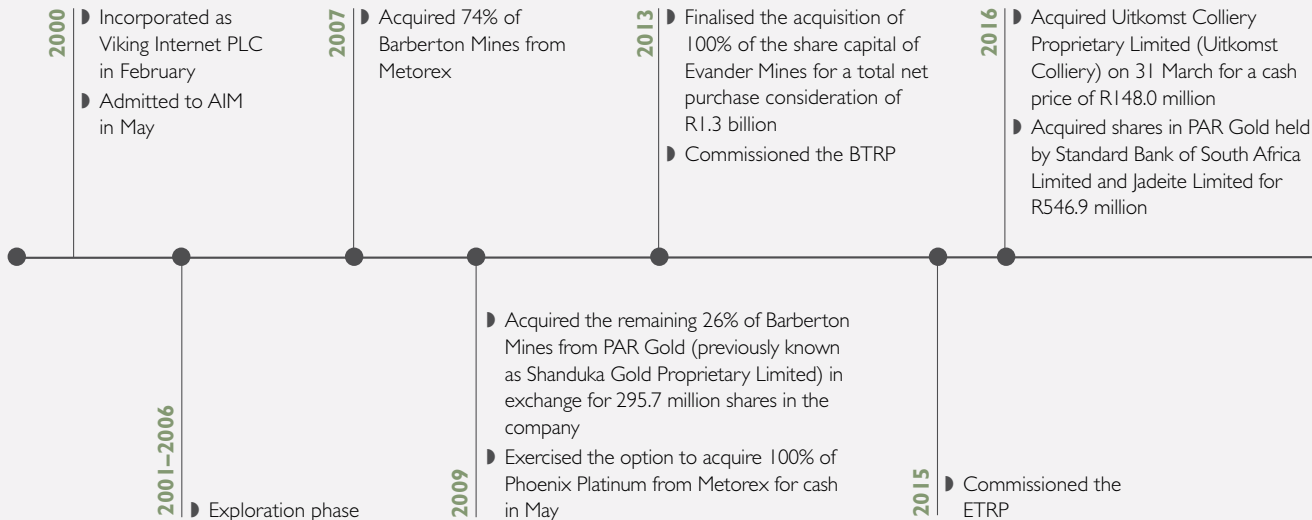 2000
Incorporated as
Viking Internet PLC
in February
Admitted to AIM
in May
2001–2006
Exploration phase
2007
Acquired 74% of
Barberton Mines from
Metorex
2009
Acquired the remaining 26% of Barberton
Mines from PAR Gold (previously known
as Shanduka Gold Proprietary Limited) in
exchange for 295.7 million shares in the
company
Exercised the option to acquire 100% of
Phoenix Platinum from Metorex for cash
in May
2013
Finalised the acquisition of
100% of the share capital of
Evander Mines for a total net
purchase consideration of
R1.3 billion
Commissioned the BTRP
2015
Commissioned the
ETRP
2016
Acquired Uitkomst Colliery
Proprietary Limited (Uitkomst
Colliery) on 31 March for a cash
price of R148.0 million
Acquired shares in PAR Gold held
by Standard Bank of South Africa
Limited and Jadeite Limited for
R546.9 million